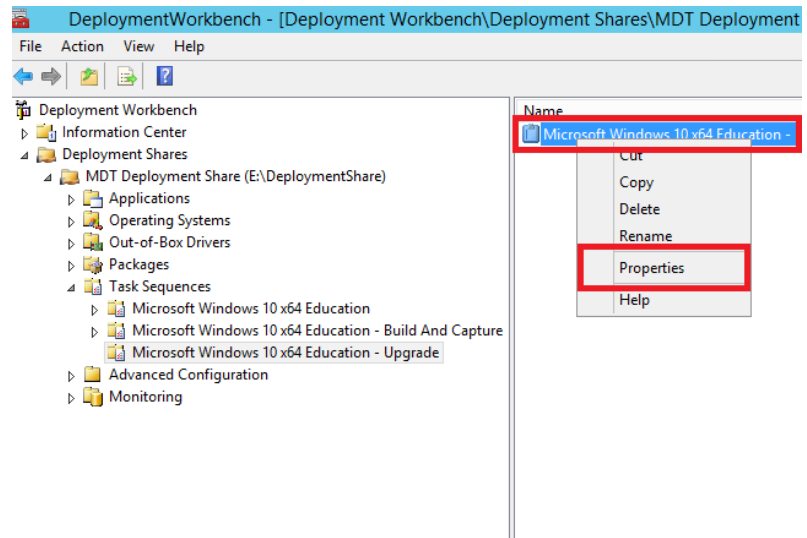 DeploymentWorkbench - [Deployment Workbench\Deployment Shares\MDT Deployment
File Action View Help
Deployment Workbench
Information Center
Deployment Shares
MDT Deployment Share (E:\DeploymentShare)
Applications
Operating Systems
Out-of-Box Drivers
Packages
Task Sequences
Microsoft Windows 10 x64 Education
Microsoft Windows 10 x64 Education - Build And Capture
Microsoft Windows 10 x64 Education - Upgrade
Advanced Configuration
Monitoring
Name
Microsoft Windows 10 x64 Education -
Cut
Copy
Delete
Rename
Properties
Help